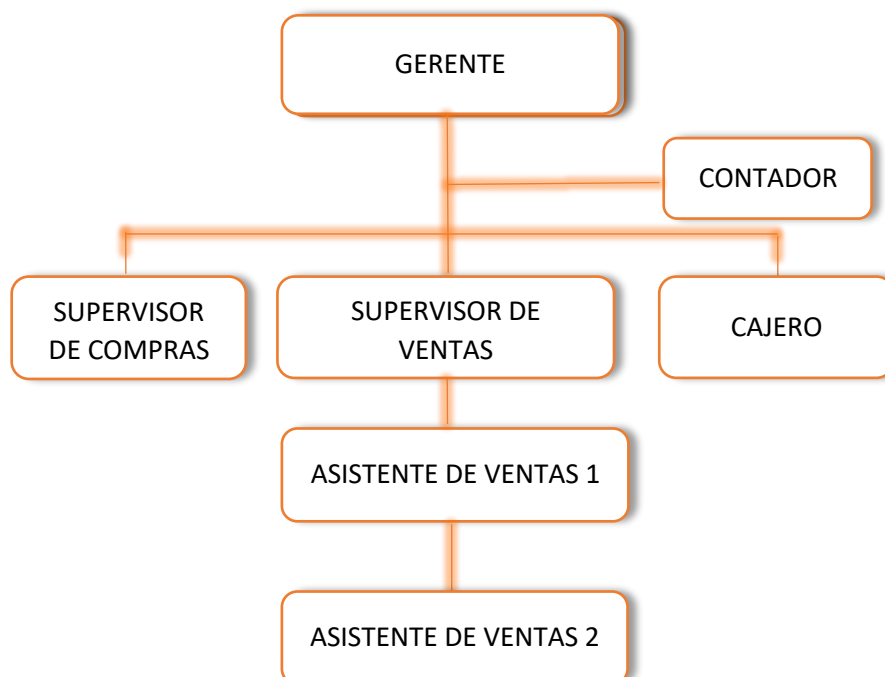 GERENTE
CONTADOR
SUPERVISOR
DE COMPRAS
SUPERVISOR DE
VENTAS
CAJERO
ASISTENTE DE VENTAS 1
ASISTENTE DE VENTAS 2